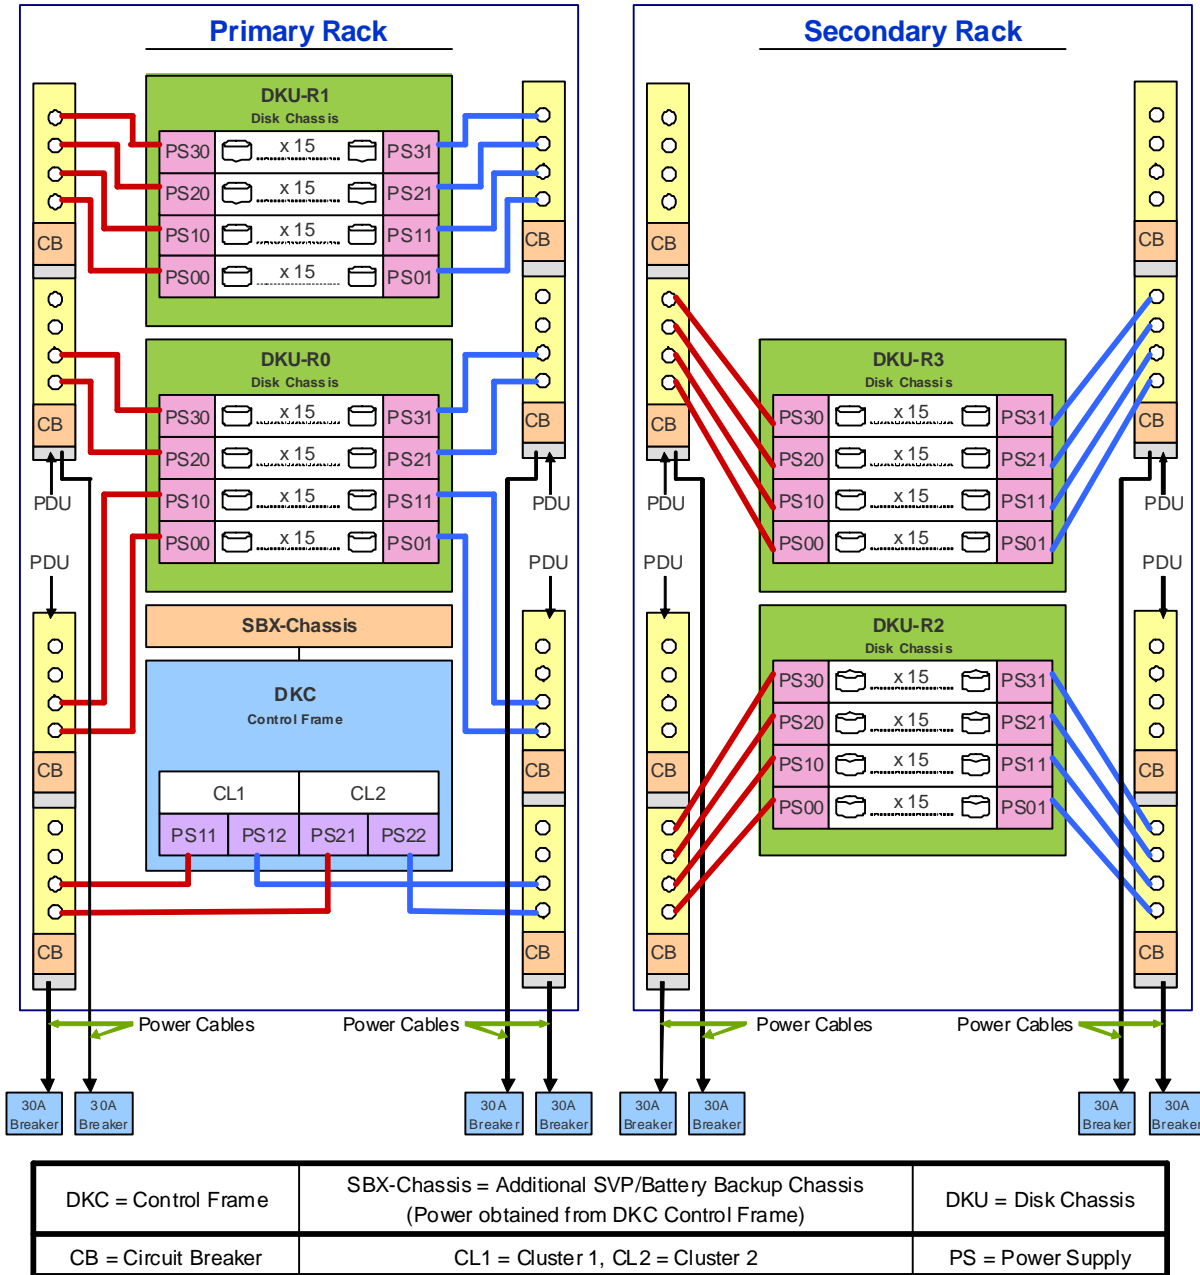 Primary Rack
DKU-R1
Disk Chassis
PS30 x 15 PS31
PS20 x 15 PS21
PS10 x 15 PS11
PS00 x 15 PS01
CB
CB
DKU-R0
Disk Chassis
PS30 x 15 PS31
PS20 x 15 PS21
PS10 x 15 PS11
PS00 x 15 PS01
CB
CB
PDU
PDU
PDU
PDU
SBX-Chassis
DKC
Control Frame
CL1 CL2
PS11 PS12 PS21 PS22
CB
CB
CB
CB
Power Cables
Power Cables
30A Breaker
30A Breaker
30A Breaker
30A Breaker
Secondary Rack
CB
CB
DKU-R3
Disk Chassis
PS30 x 15 PS31
PS20 x 15 PS21
PS10 x 15 PS11
PS00 x 15 PS01
CB
CB
PDU
PDU
PDU
PDU
DKU-R2
Disk Chassis
PS30 x 15 PS31
PS20 x 15 PS21
PS10 x 15 PS11
PS00 x 15 PS01
CB
CB
CB
CB
Power Cables
Power Cables
30A Breaker
30A Breaker
30A Breaker
30A Breaker
DKC = Control Frame
SBX-Chassis = Additional SVP/Battery Backup Chassis
(Power obtained from DKC Control Frame)
DKU = Disk Chassis
CB = Circuit Breaker
CL1 = Cluster 1, CL2 = Cluster 2
PS = Power Supply